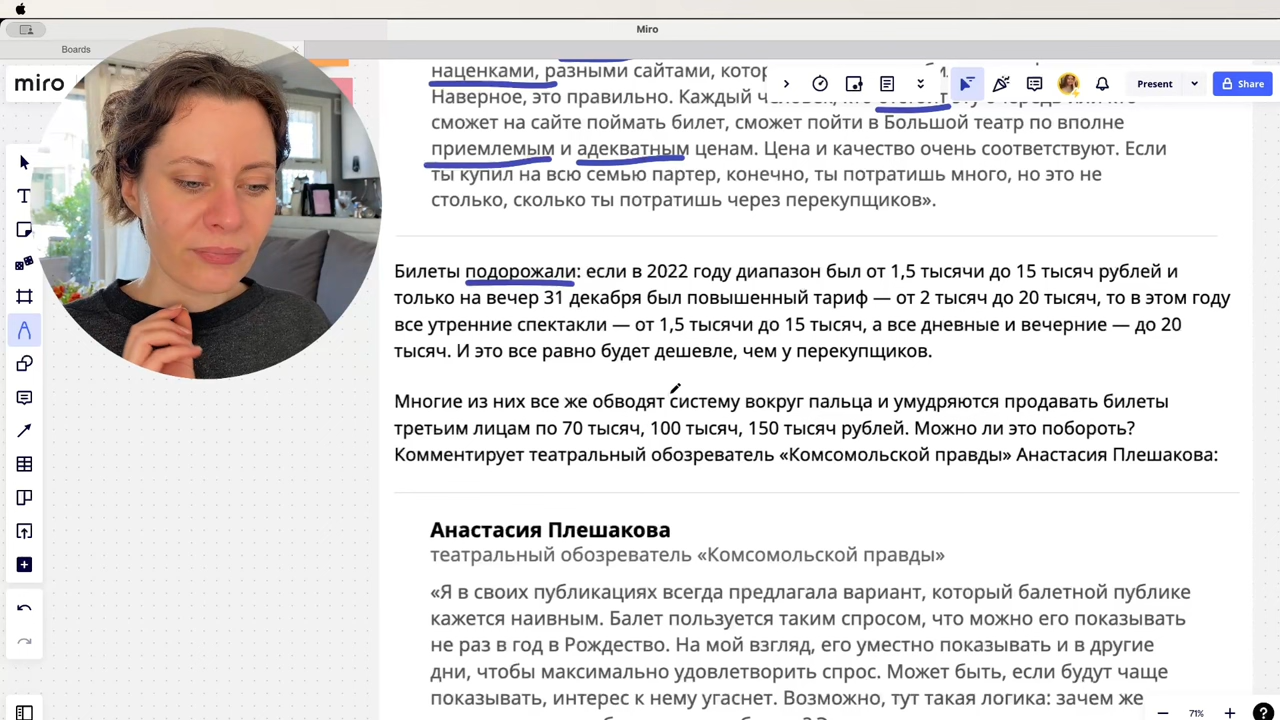 Miro
Boards
miro
Present
Share
наценками, разными сайтами,
Наверное, это правильно. Каждый
сможет на сайте поймать билет, сможет пойти в Большой театр по вполне
приемлемым и адекватным ценам. Цена и качество очень соответствуют. Если
ты купил на всю семью партер, конечно, ты потратишь много, но это не
столько, сколько ты потратишь через перекупщиков».
Билеты подорожали: если в 2022 году диапазон был от 1,5 тысячи до 15 тысяч рублей и
только на вечер 31 декабря был повышенный тариф — от 2 тысяч до 20 тысяч, то в этом году
все утренние спектакли — от 1,5 тысячи до 15 тысяч, а все дневные и вечерние — до 20
тысяч. И это все равно будет дешевле, чем у перекупщиков.
Многие из них все же обводят систему вокруг пальца и умудряются продавать билеты
третьим лицам по 70 тысяч, 100 тысяч, 150 тысяч рублей. Можно ли это побороть?
Комментирует театральный обозреватель «Комсомольской правды» Анастасия Плешакова:
Анастасия Плешакова
театральный обозреватель «Комсомольской правды»
«Я в своих публикациях всегда предлагала вариант, который балетной публике
кажется наивным. Балет пользуется таким спросом, что можно его показывать
не раз в год в Рождество. На мой взгляд, его уместно показывать и в другие
дни, чтобы максимально удовлетворить спрос. Может быть, если будут чаще
показывать, интерес к нему угаснет. Возможно, тут такая логика: зачем же
71%